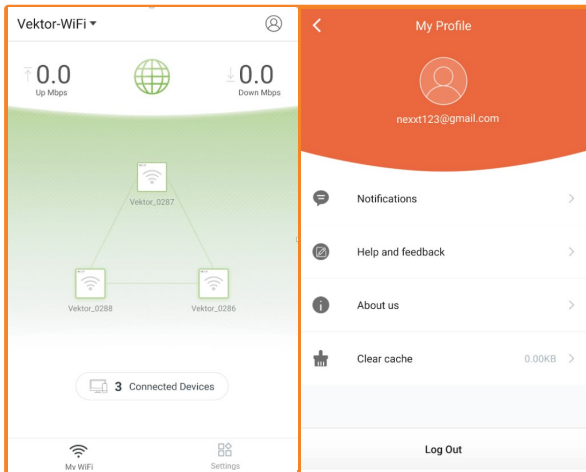 Vektor-WiFi
0.0
Up Mbps
0.0
Down Mbps
Vektor_0287
Vektor_0288
Vektor_0286
3 Connected Devices
My WiFi
Settings
My Profile
nexxt123@gmail.com
Notifications
Help and feedback
About us
Clear cache 0.00KB
Log Out